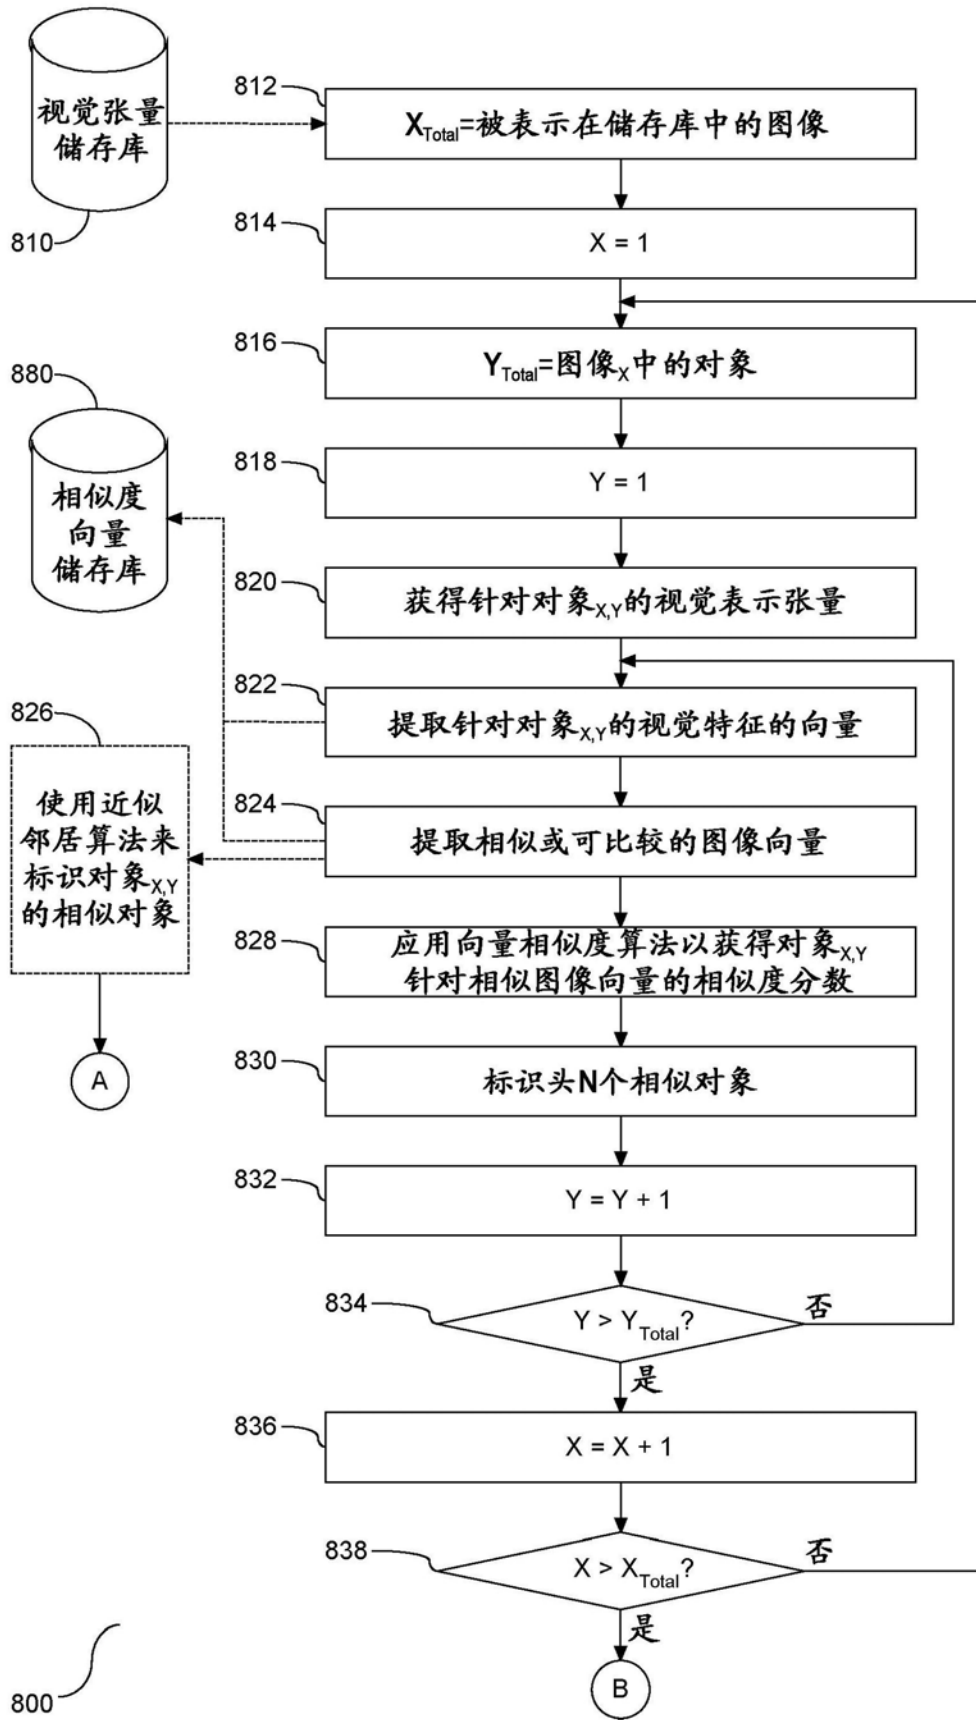 视觉张量
储存库
810
812
X_Total=被表示在储存库中的图像
814
X = 1
816
Y_Total=图像_X中的对象
880
相似度
向量
储存库
818
Y = 1
820
获得针对对象_X,Y的视觉表示张量
822
提取针对对象_X,Y的视觉特征的向量
826
使用近似
邻居算法来
标识对象_X,Y
的相似对象
A
824
提取相似或可比较的图像向量
828
应用向量相似度算法以获得对象_X,Y
针对相似图像向量的相似度分数
830
标识头N个相似对象
832
Y = Y + 1
834
Y > Y_Total?
否
是
836
X = X + 1
838
X > X_Total?
否
是
B
800